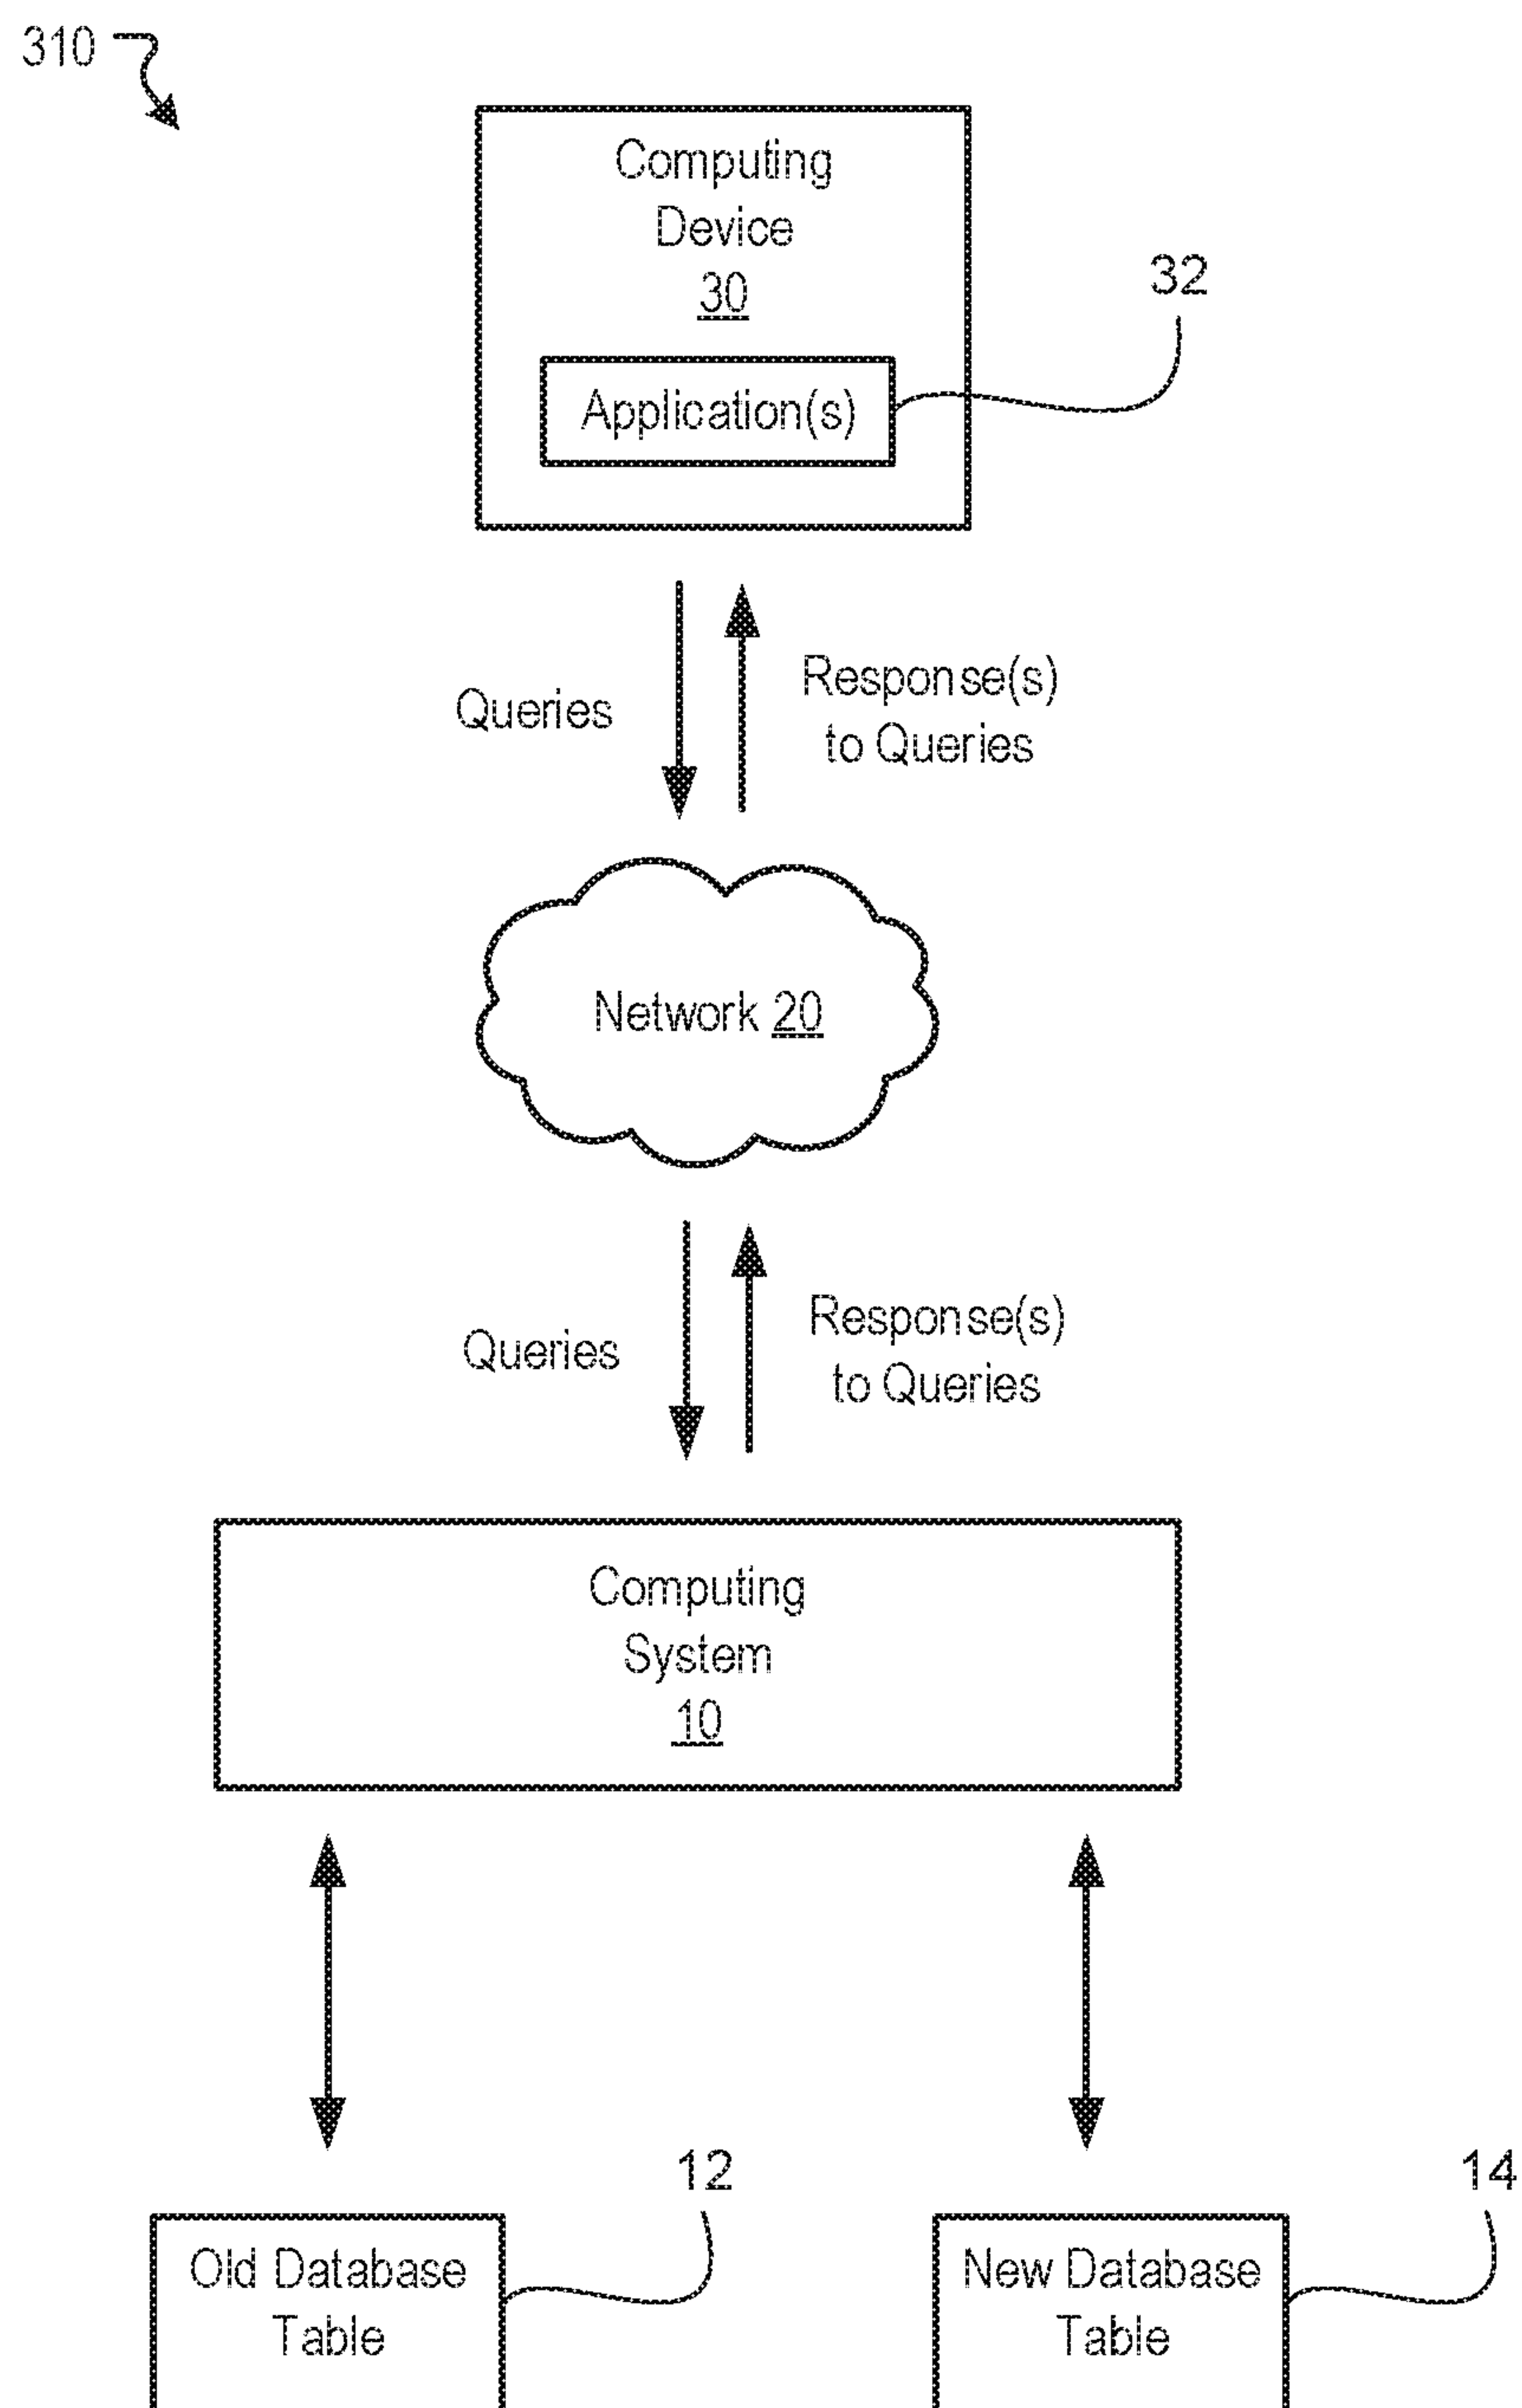 310
Computing
Device
30
32
Application(s)
Queries
Response(s)
to Queries
Network 20
Queries
Response(s)
to Queries
Computing
System
10
12
14
Old Database
Table
New Database
Table